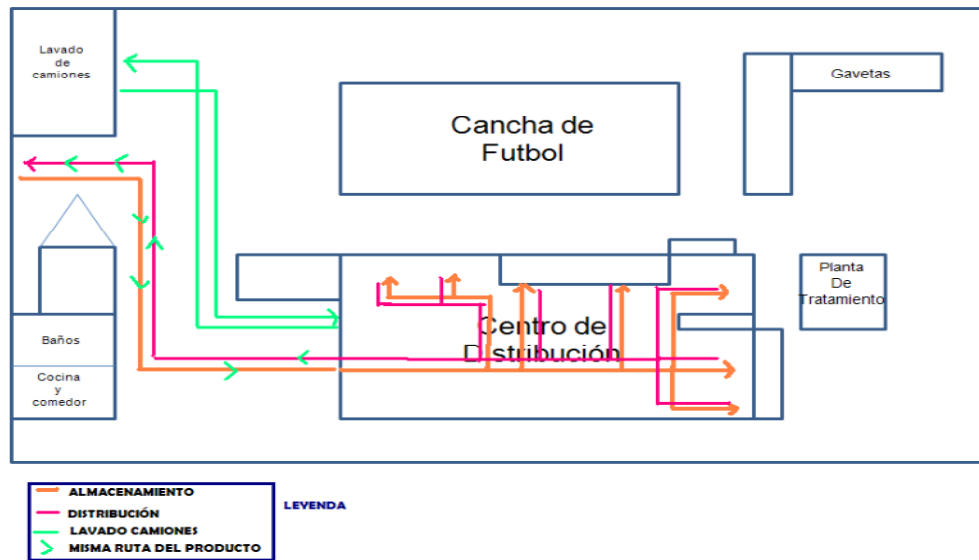 Lavado
de
camiones
Cancha de
Futbol
Gavetas
Planta
De
Tratamiento
Centro de
Distribución
Baños
Cocina
y
comedor
ALMACENAMIENTO
DISTRIBUCIÓN
LAVADO CAMIONES
MISMA RUTA DEL PRODUCTO
LEYENDA